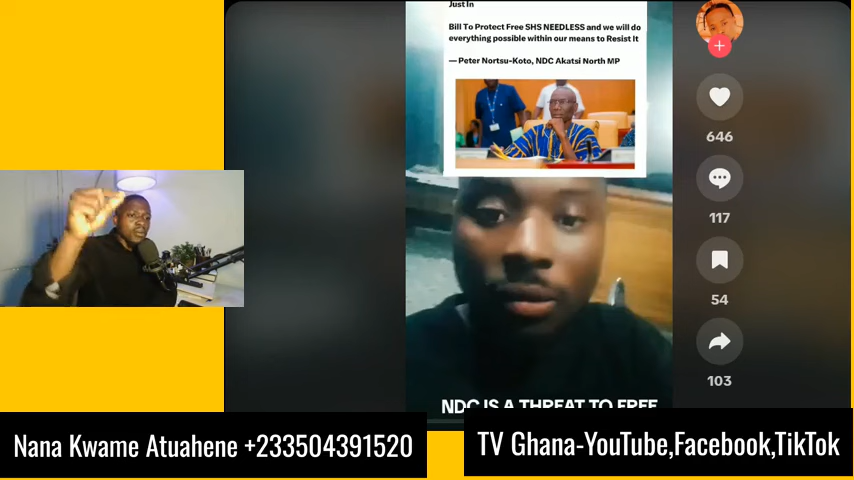 Just In
Bill To Protect Free SHS NEEDLESS and we will do
everything possible within our means to Resist It
— Peter Nortsu-Koto, NDC Akatsi North MP
646
117
54
103
NDC IS A THREAT TO FREE
Nana Kwame Atuahene +233504391520
TV Ghana-YouTube,Facebook,TikTok